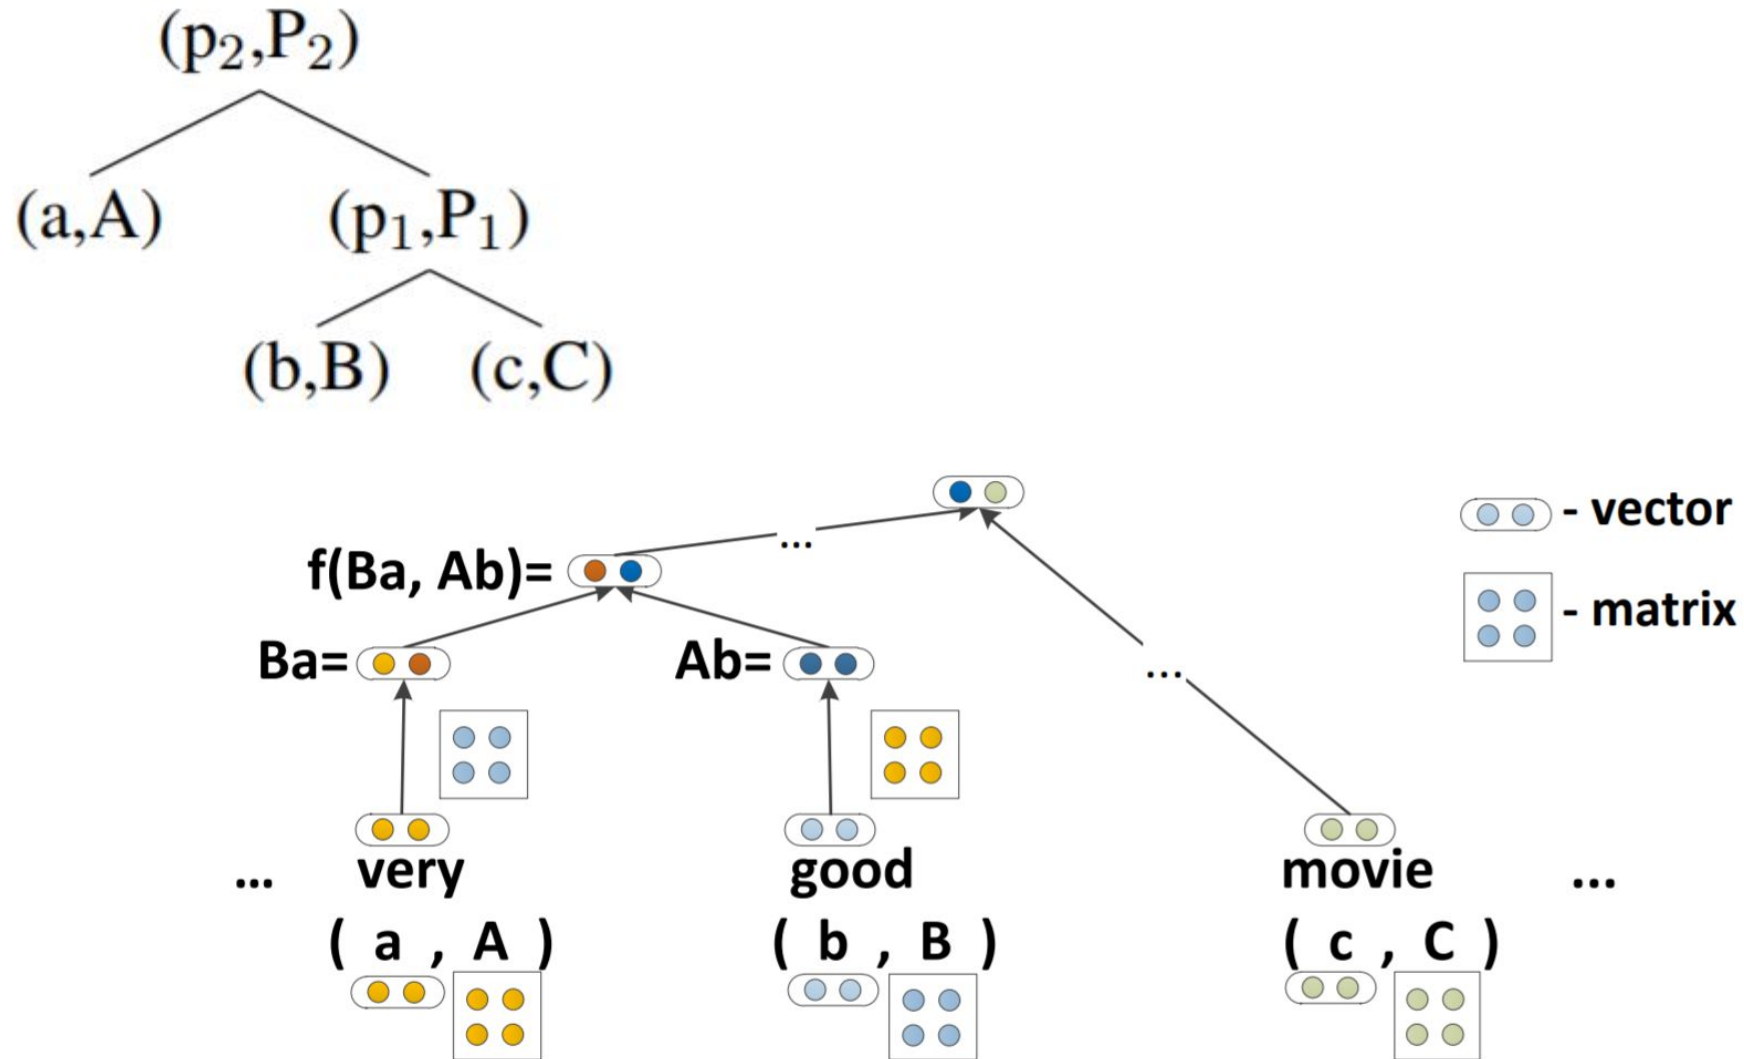 (p₂,P₂)
(a,A) (p₁,P₁)
(b,B) (c,C)
...
- vector
f(Ba, Ab)=
- matrix
Ba= Ab=
...
... very good movie ...
( a , A ) ( b , B ) ( c , C )